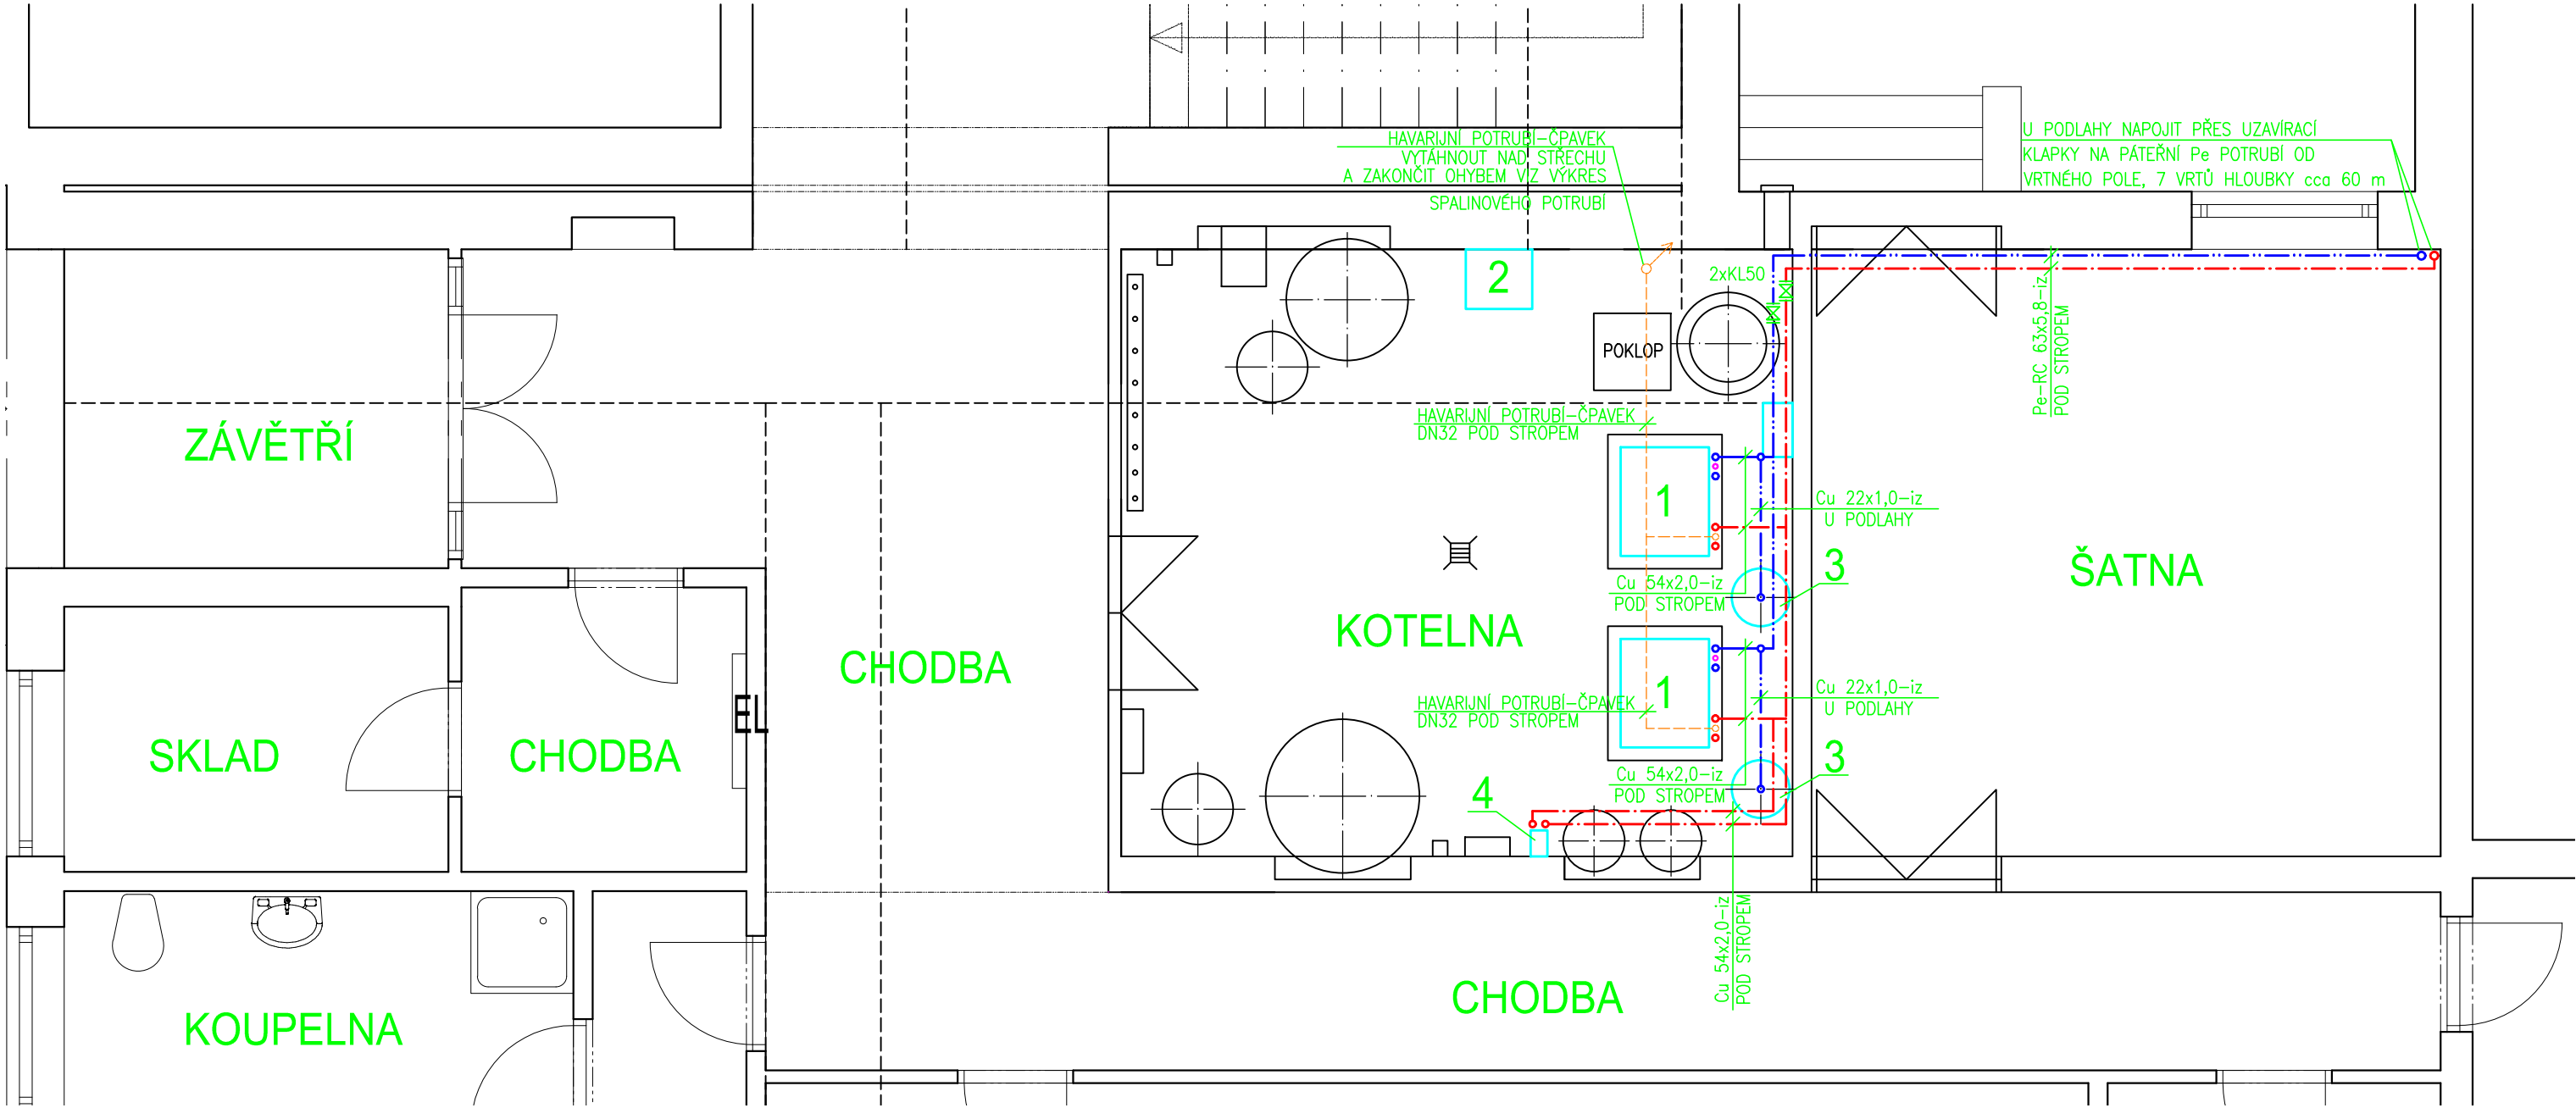 HAVARIJNÍ POTRUBÍ-ČPAVEK
VYTÁHNOUT NAD STŘECHU
A ZAKONČIT OHYBEM VIZ VÝKRES
SPALINOVÉHO POTRUBÍ
U PODLAHY NAPOJIT PŘES UZAVÍRACÍ
KLAPKY NA PÁTEŘNÍ Pe POTRUBÍ OD
VRTNÉHO POLE, 7 VRTŮ HLOUBKY cca 60 m
2
2xKL50
POKLOP
Pe-RC 63x5,8-iz
POD STROPEM
ZÁVĚTŘÍ
HAVARIJNÍ POTRUBÍ-ČPAVEK
DN32 POD STROPEM
1
Cu 22x1,0-iz
U PODLAHY
3
ŠATNA
Cu 54x2,0-iz
POD STROPEM
KOTELNA
CHODBA
1
HAVARIJNÍ POTRUBÍ-ČPAVEK
DN32 POD STROPEM
Cu 22x1,0-iz
U PODLAHY
EL
SKLAD
CHODBA
3
Cu 54x2,0-iz
POD STROPEM
4
Cu 54x2,0-iz
POD STROPEM
CHODBA
KOUPELNA